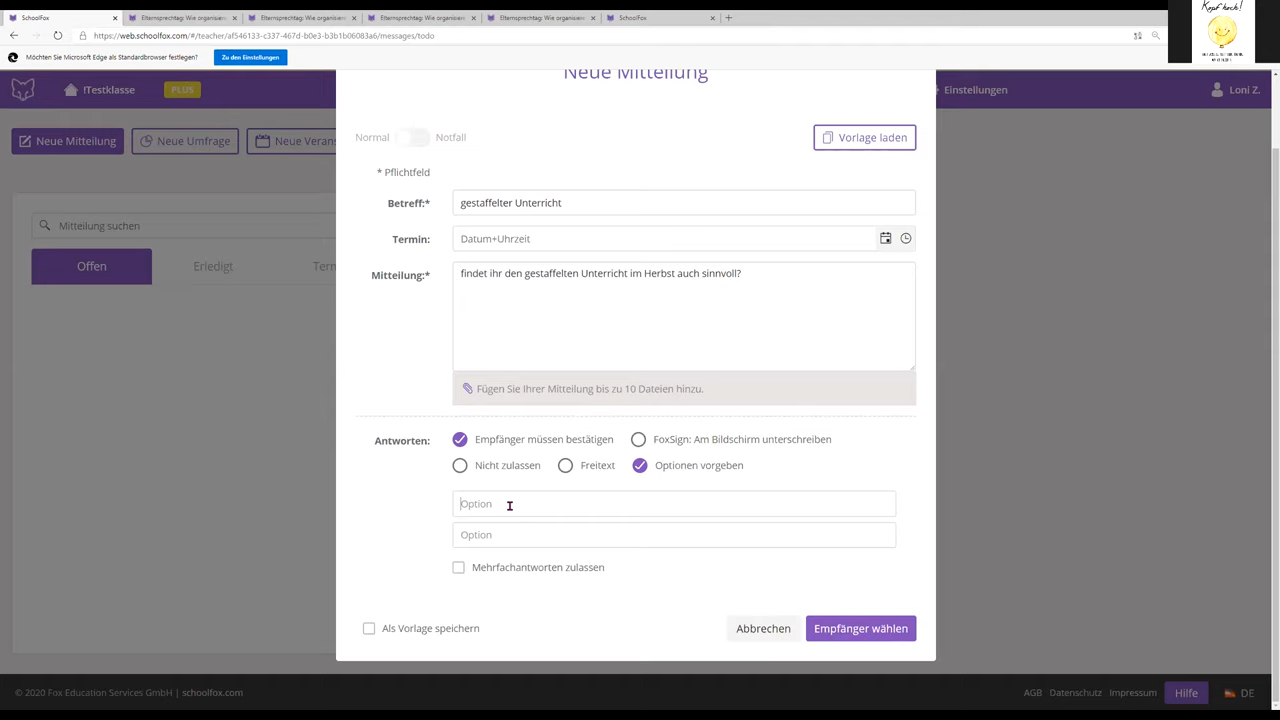 SchoolFox
Elternsprechtag: Wie organisier
Elternsprechtag: Wie organisier
Elternsprechtag: Wie organisier
Elternsprechtag: Wie organisier
SchoolFox
https://web.schoolfox.com/#/teacher/af546133-c337-467d-b0e3-b3b1b06083a6/messages/todo
Kopf hoch!
Möchten Sie Microsoft Edge als Standardbrowser festlegen?
Zu den Einstellungen
!Testklasse
PLUS
Einstellungen
Loni Z.
Neue Mitteilung
Neue Umfrage
Neue Verans
Mitteilung suchen
Offen
Erledigt
Term
Neue Mitteilung
Normal
Notfall
Vorlage laden
* Pflichtfeld
Betreff:*
gestaffelter Unterricht
Termin:
Datum+Uhrzeit
Mitteilung:*
findet ihr den gestaffelten Unterricht im Herbst auch sinnvoll?
Fügen Sie Ihrer Mitteilung bis zu 10 Dateien hinzu.
Antworten:
Empfänger müssen bestätigen
FoxSign: Am Bildschirm unterschreiben
Nicht zulassen
Freitext
Optionen vorgeben
Option
Option
Mehrfachantworten zulassen
Als Vorlage speichern
Abbrechen
Empfänger wählen
© 2020 Fox Education Services GmbH | schoolfox.com
AGB
Datenschutz
Impressum
Hilfe
DE